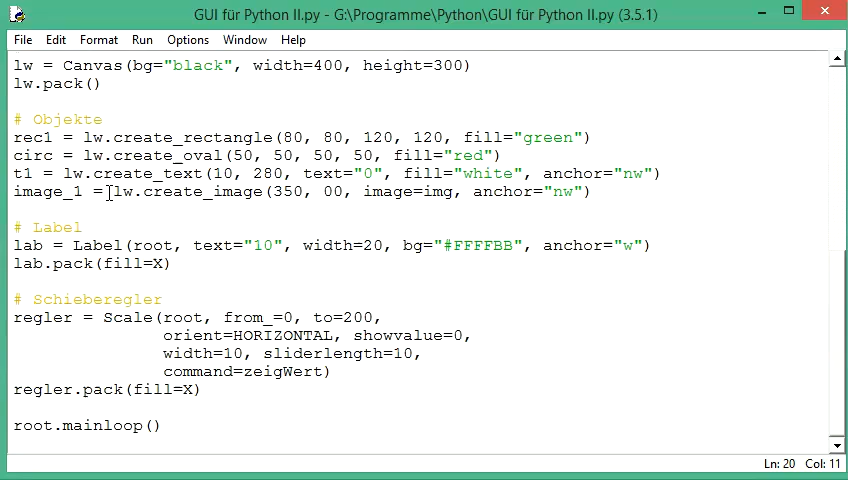 GUI für Python II.py - G:\Programme\Python\GUI für Python II.py (3.5.1)
File Edit Format Run Options Window Help
lw = Canvas(bg="black", width=400, height=300)
lw.pack()
# Objekte
rec1 = lw.create_rectangle(80, 80, 120, 120, fill="green")
circ = lw.create_oval(50, 50, 50, 50, fill="red")
t1 = lw.create_text(10, 280, text="0", fill="white", anchor="nw")
image_1 = lw.create_image(350, 00, image=img, anchor="nw")
# Label
lab = Label(root, text="10", width=20, bg="#FFFFBB", anchor="w")
lab.pack(fill=X)
# Schieberegler
regler = Scale(root, from_=0, to=200,
orient=HORIZONTAL, showvalue=0,
width=10, sliderlength=10,
command=zeigWert)
regler.pack(fill=X)
root.mainloop()
Ln: 20 Col: 11